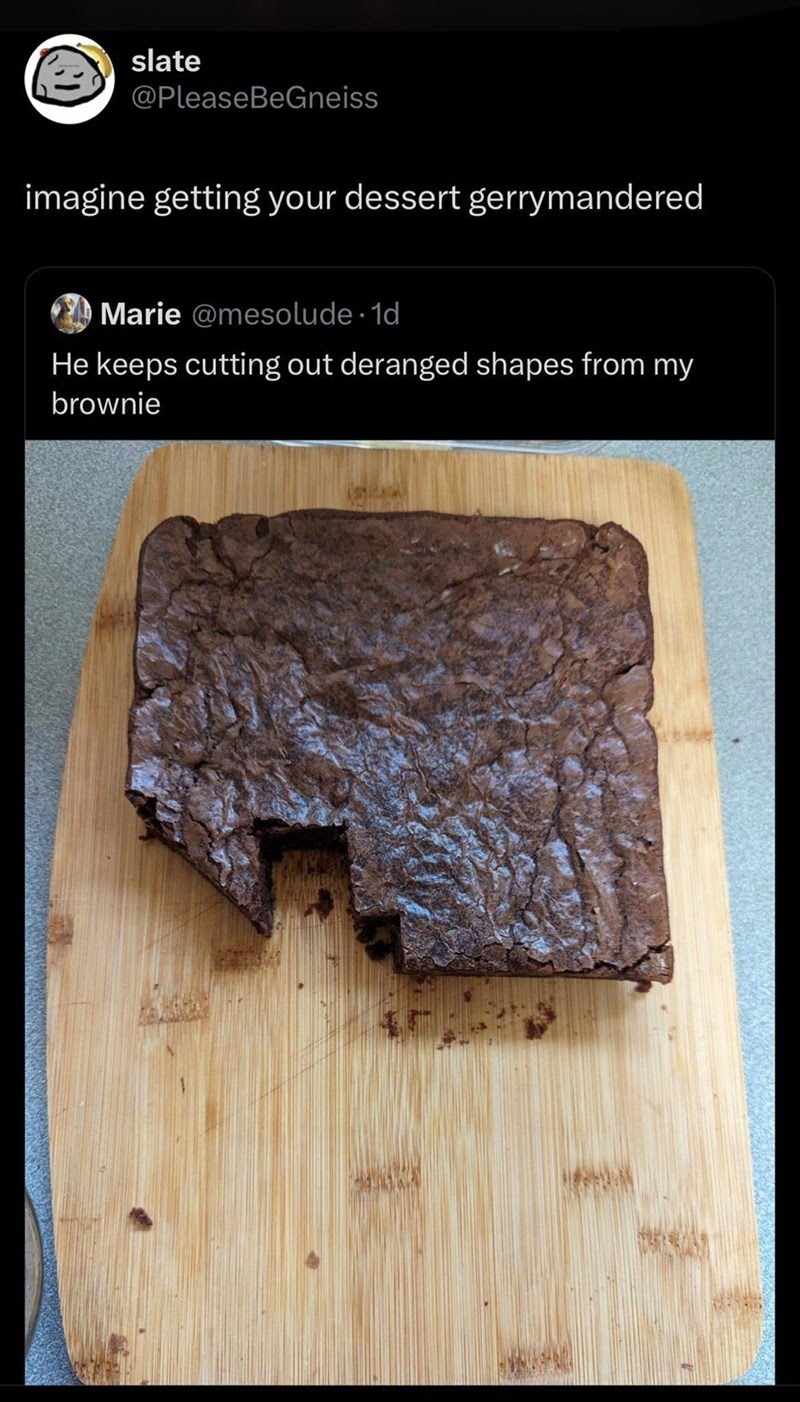 slate
@PleaseBeGneiss
imagine getting your dessert gerrymandered
Marie @mesolude · 1d
He keeps cutting out deranged shapes from my
brownie